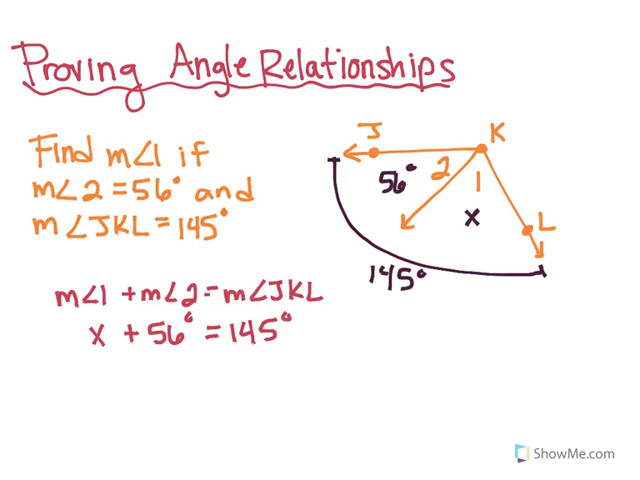 Proving Angle Relationships
Find m∠1 if
m∠2 = 56° and
m∠JKL = 145°
J
K
56°
2
1
x
L
145°
m∠1 + m∠2 = m∠JKL
x + 56° = 145°
ShowMe.com